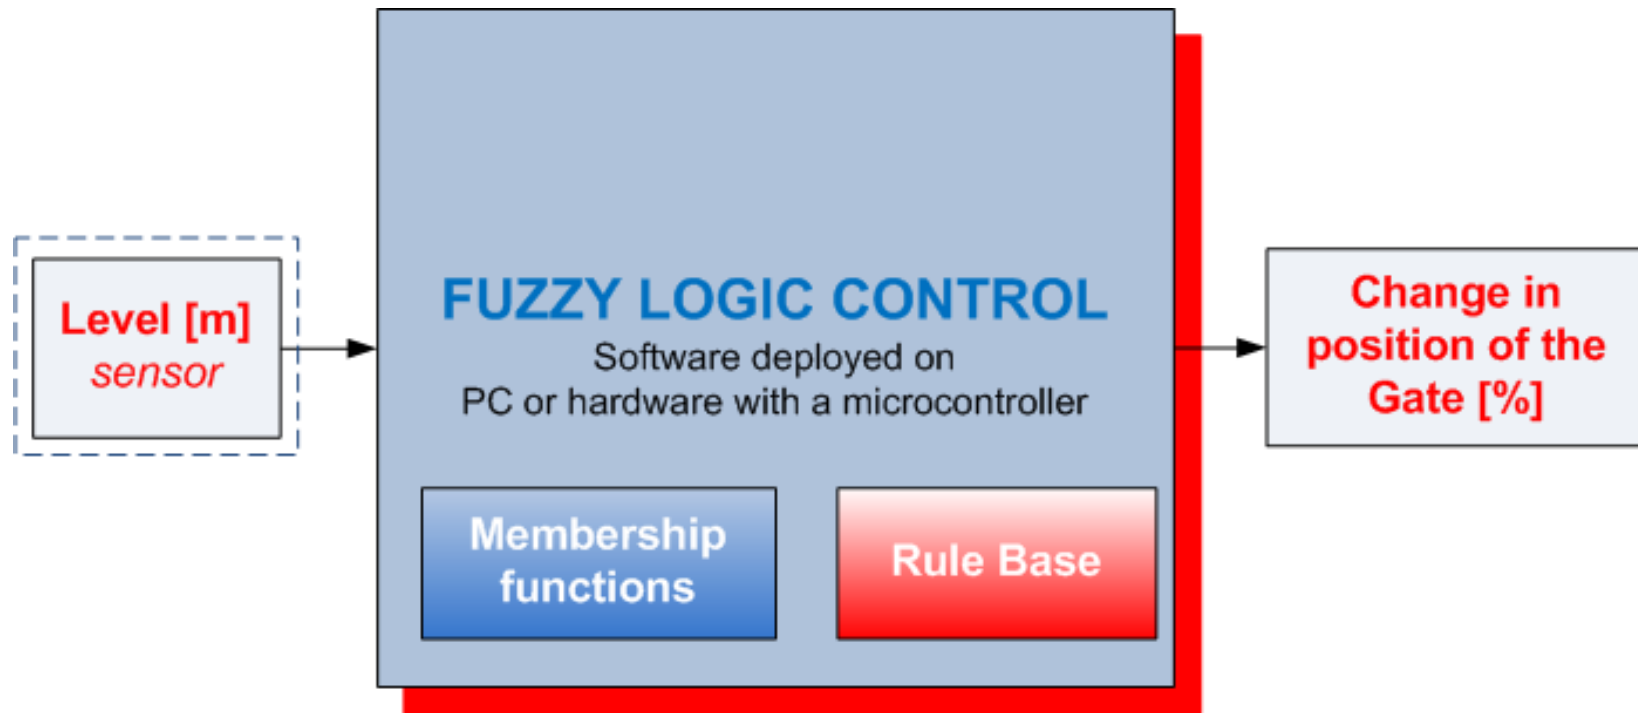 Level [m]
sensor
FUZZY LOGIC CONTROL
Software deployed on
PC or hardware with a microcontroller
Membership
functions
Rule Base
Change in
position of the
Gate [%]